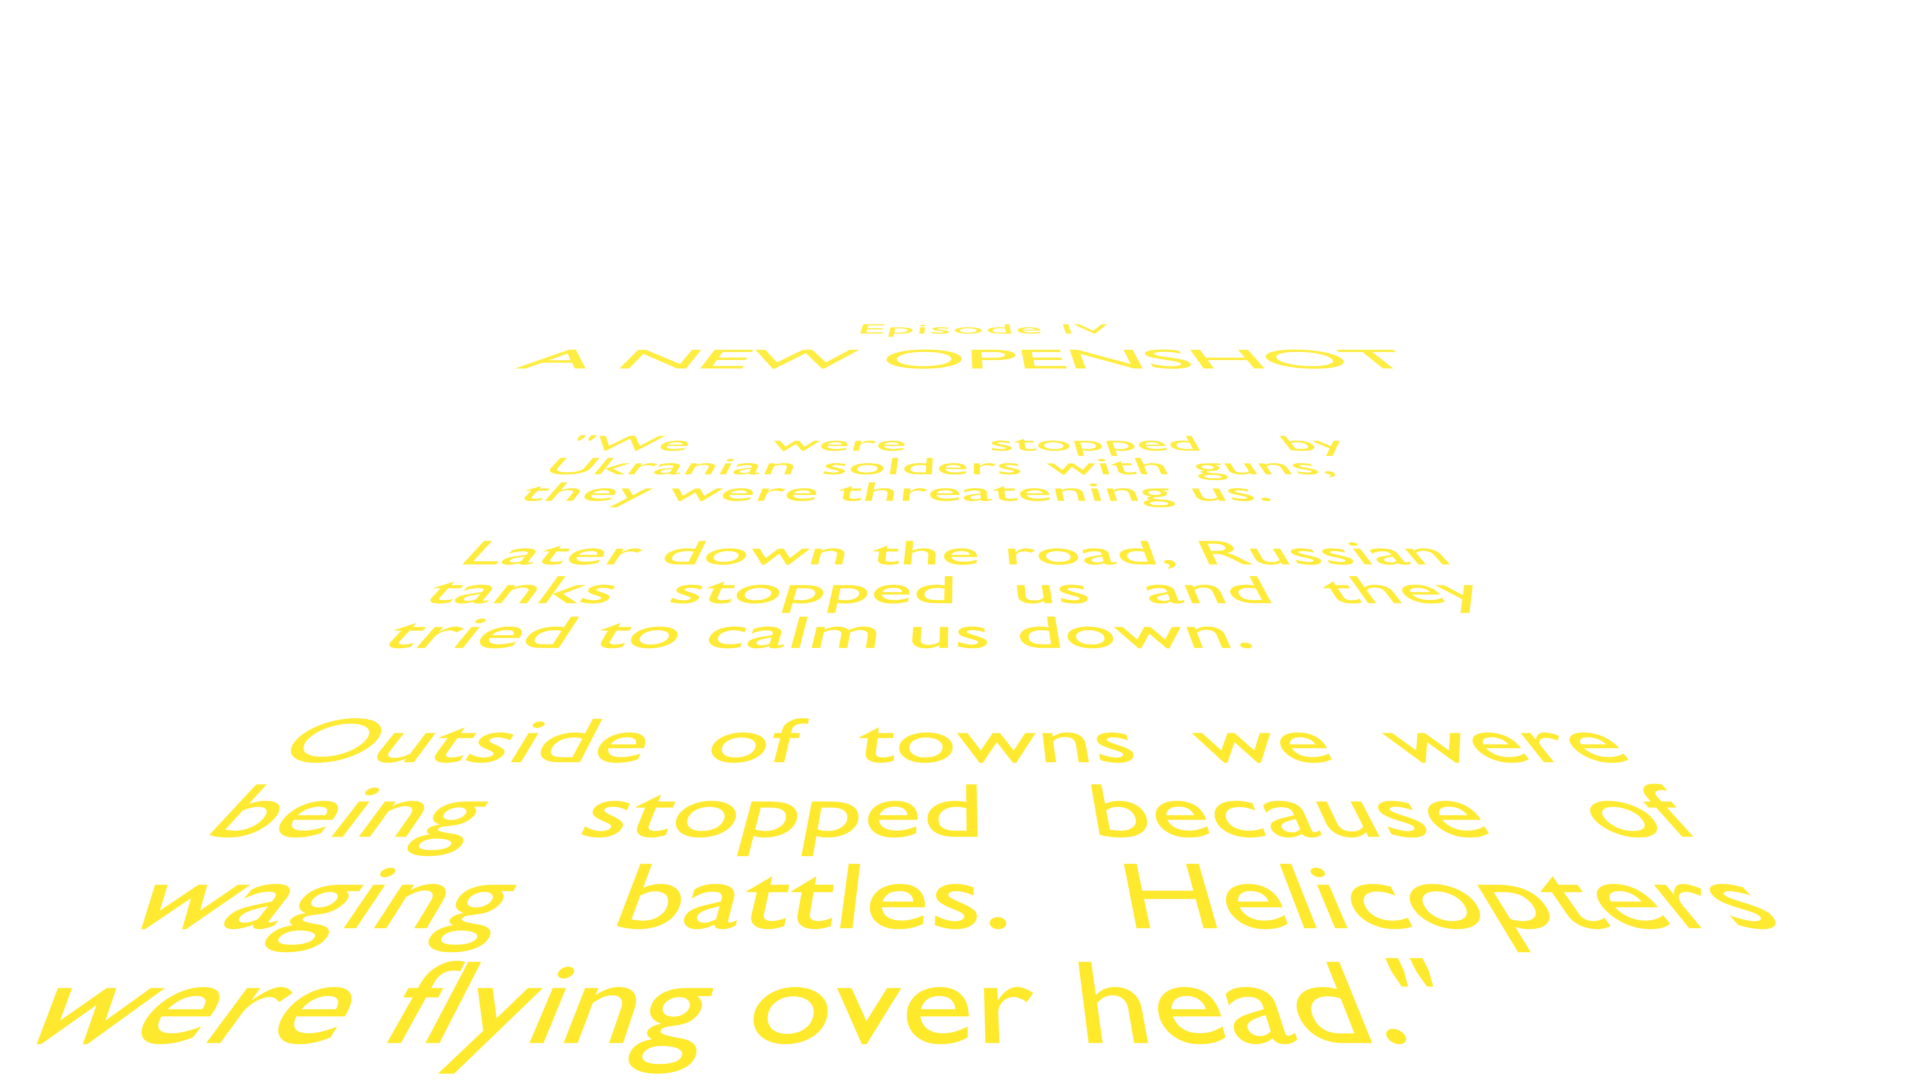 Episode IV
A NEW OPENSHOT
"We were stopped by
Ukranian solders with guns,
they were threatening us.
Later down the road, Russian
tanks stopped us and they
tried to calm us down.
Outside of towns we were
being stopped because of
waging battles. Helicopters
were flying over head."